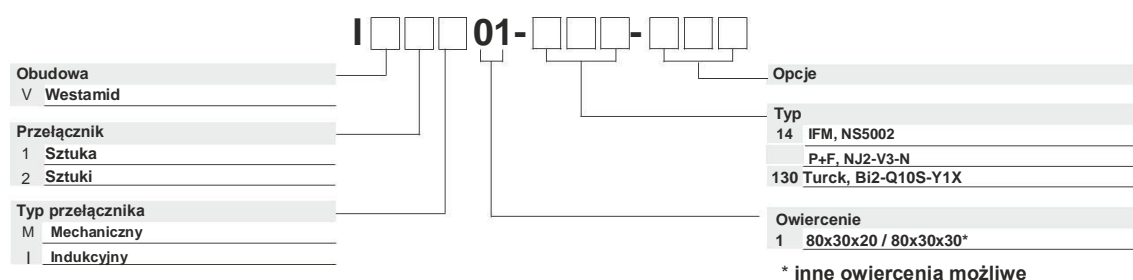 I□□□01-□□□-□□□
Obudowa
V Westamid
Przełącznik
1 Sztuka
2 Sztuki
Typ przełącznika
M Mechaniczny
I Indukcyjny
Opcje
Typ
14 IFM, NS5002
P+F, NJ2-V3-N
130 Turck, Bi2-Q10S-Y1X
Owiercenie
1 80x30x20 / 80x30x30*
* inne owiercenia możliwe